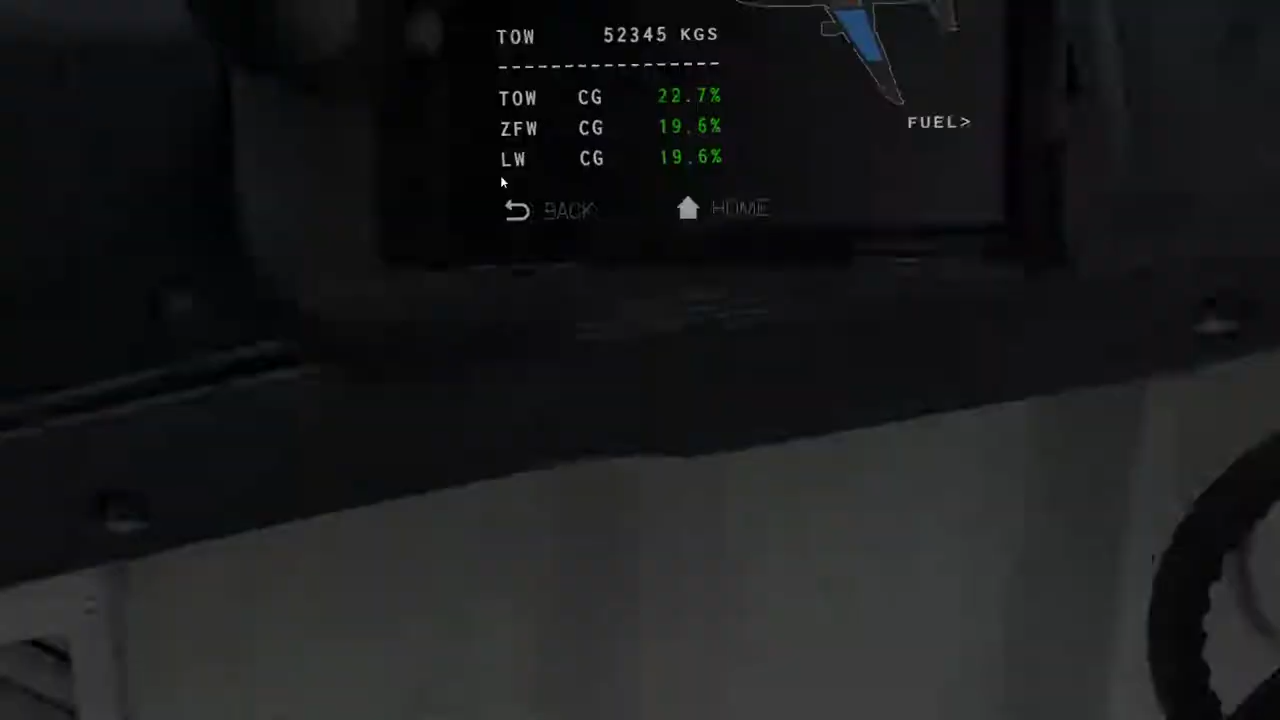 TOW 52345 KGS
----------------
TOW CG 22.7%
ZFW CG 19.6%
FUEL>
LW CG 19.6%
BACK HOME